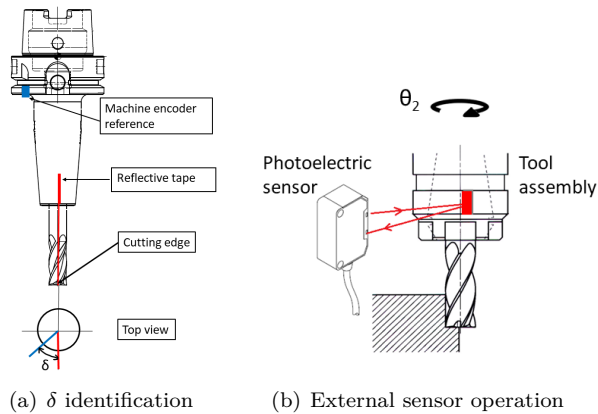 Machine encoder
reference
Reflective tape
Cutting edge
Top view
δ
(a) δ identification
θ2
Photoelectric
sensor
Tool
assembly
(b) External sensor operation